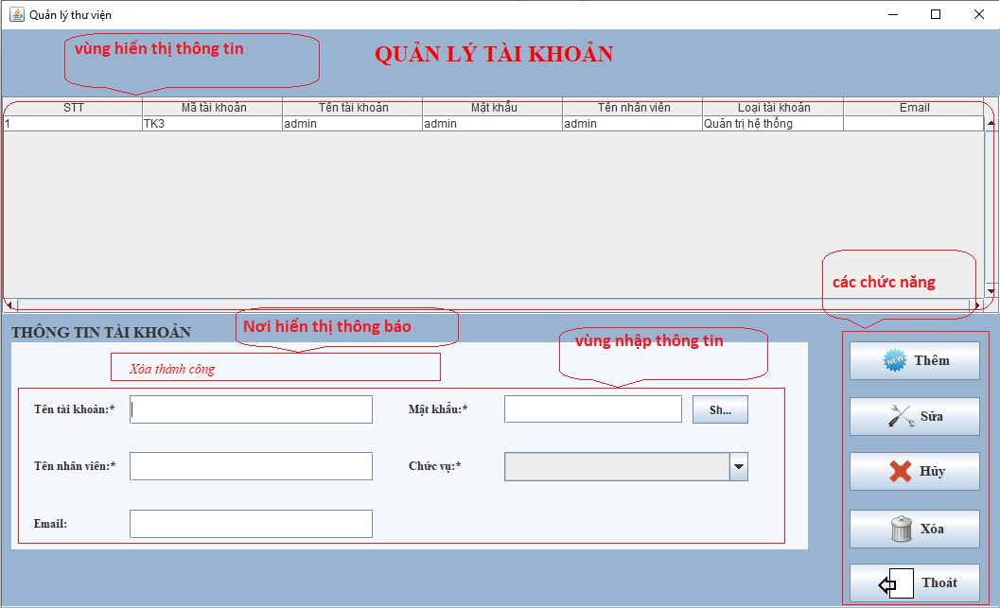 Quản lý thư viện
vùng hiển thị thông tin
QUẢN LÝ TÀI KHOẢN
STT Mã tài khoản Tên tài khoản Mật khẩu Tên nhân viên Loại tài khoản Email
1 TK3 admin admin admin Quản trị hệ thống
các chức năng
Nơi hiển thị thông báo
vùng nhập thông tin
THÔNG TIN TÀI KHOẢN
Xóa thành công
Tên tài khoản:* Mật khẩu:* Sh...
Tên nhân viên:* Chức vụ:*
Email:
NEW Thêm
Sửa
Hủy
Xóa
Thoát